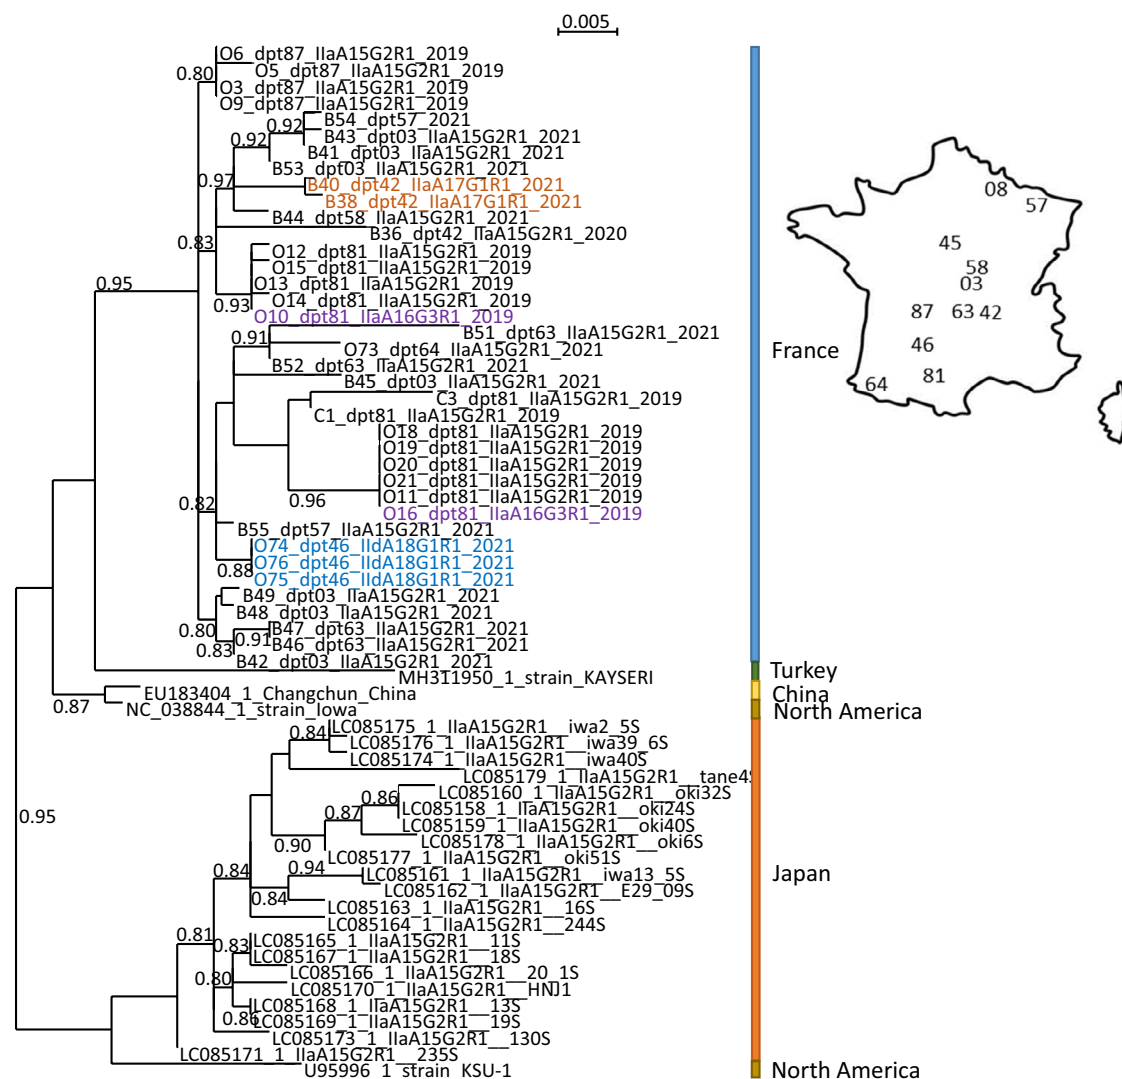 0.005
O6_dpt87_IIaA15G2R1_2019
0.80
O5_dpt87_IIaA15G2R1_2019
O3_dpt87_IIaA15G2R1_2019
O9_dpt87_IIaA15G2R1_2019
B54_dpt57_2021
0.92
0.92
B43_dpt03_IIaA15G2R1_2021
B41_dpt03_IIaA15G2R1_2021
B53_dpt03_IIaA15G2R1_2021
0.97
B40_dpt42_IIaA17G1R1_2021
B38_dpt42_IIaA17G1R1_2021
B44_dpt58_IIaA15G2R1_2021
B36_dpt42_IIaA15G2R1_2020
0.83
O12_dpt81_IIaA15G2R1_2019
O15_dpt81_IIaA15G2R1_2019
0.95
O13_dpt81_IIaA15G2R1_2019
0.93
O14_dpt81_IIaA15G2R1_2019
O10_dpt81_IIaA16G3R1_2019
0.91
B51_dpt63_IIaA15G2R1_2021
O73_dpt64_IIaA15G2R1_2021
B52_dpt63_IIaA15G2R1_2021
B45_dpt03_IIaA15G2R1_2021
C3_dpt81_IIaA15G2R1_2019
C1_dpt81_IIaA15G2R1_2019
O18_dpt81_IIaA15G2R1_2019
O19_dpt81_IIaA15G2R1_2019
O20_dpt81_IIaA15G2R1_2019
O21_dpt81_IIaA15G2R1_2019
0.96
O11_dpt81_IIaA15G2R1_2019
0.82
O16_dpt81_IIaA16G3R1_2019
B55_dpt57_IIaA15G2R1_2021
O74_dpt46_IIdA18G1R1_2021
O76_dpt46_IIdA18G1R1_2021
0.88
O75_dpt46_IIdA18G1R1_2021
B49_dpt03_IIaA15G2R1_2021
B48_dpt03_IIaA15G2R1_2021
0.80
B47_dpt63_IIaA15G2R1_2021
0.91
B46_dpt63_IIaA15G2R1_2021
0.83
B42_dpt03_IIaA15G2R1_2021
MH311950_1_strain_KAYSERI
EU183404_1_Changchun_China
0.87
NC_038844_1_strain_Iowa
LC085175_1_IIaA15G2R1__iwa2_5S
0.84
LC085176_1_IIaA15G2R1__iwa39_6S
LC085174_1_IIaA15G2R1__iwa40S
LC085179_1_IIaA15G2R1__tane4S
LC085160_1_IIaA15G2R1__oki32S
0.86
LC085158_1_IIaA15G2R1__oki24S
0.87
0.95
LC085159_1_IIaA15G2R1__oki40S
0.90
LC085178_1_IIaA15G2R1__oki6S
LC085177_1_IIaA15G2R1__oki51S
0.84
0.94
LC085161_1_IIaA15G2R1__iwa13_5S
LC085162_1_IIaA15G2R1__E29_09S
0.84
LC085163_1_IIaA15G2R1__16S
LC085164_1_IIaA15G2R1__244S
0.81
0.83
LC085165_1_IIaA15G2R1__11S
LC085167_1_IIaA15G2R1__18S
0.80
LC085166_1_IIaA15G2R1__20_1S
LC085170_1_IIaA15G2R1__HNJ1
LC085168_1_IIaA15G2R1__13S
0.86
LC085169_1_IIaA15G2R1__19S
LC085173_1_IIaA15G2R1__130S
LC085171_1_IIaA15G2R1__235S
U95996_1_strain_KSU-1
France
Turkey
China
North America
Japan
North America
08
57
45
58
03
87 63 42
46
64 81